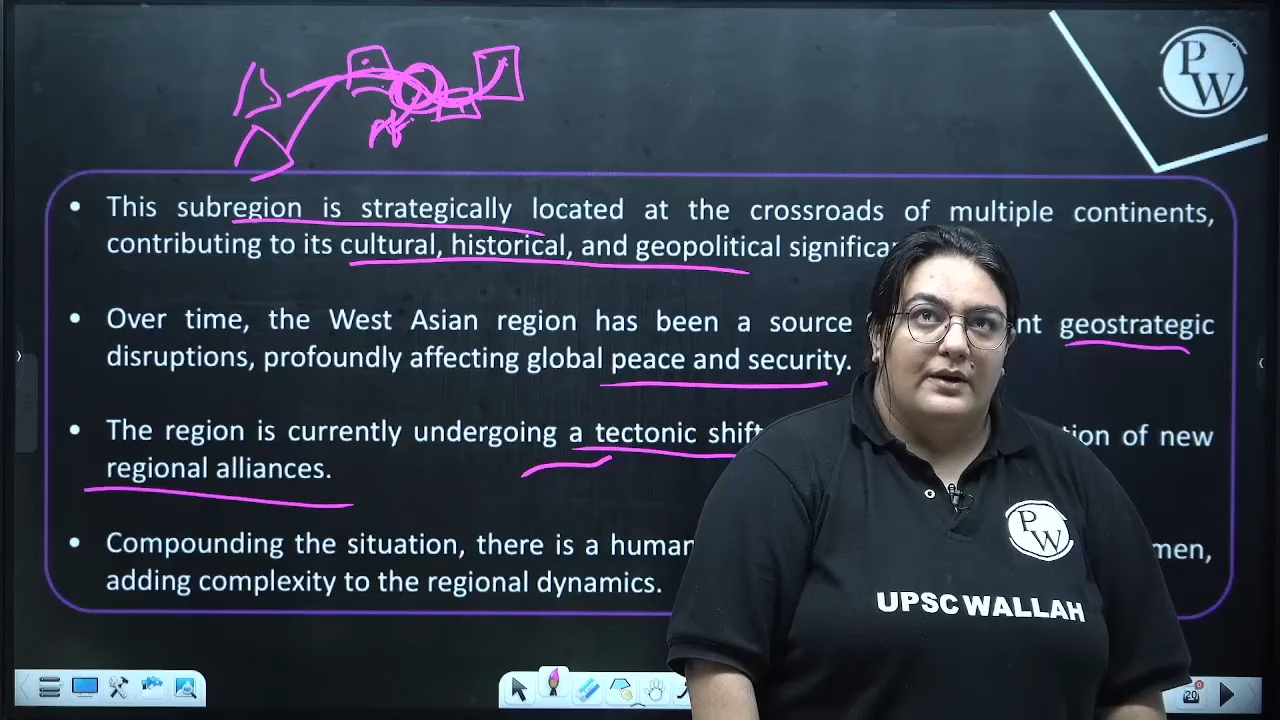 P
W
This subregion is strategically located at the crossroads of multiple continents,
contributing to its cultural, historical, and geopolitical significan
Over time, the West Asian region has been a source nt geostrategic
disruptions, profoundly affecting global peace and security.
The region is currently undergoing a tectonic shift tion of new
regional alliances.
Compounding the situation, there is a human men,
adding complexity to the regional dynamics.
P
W
UPSC WALLAH
20